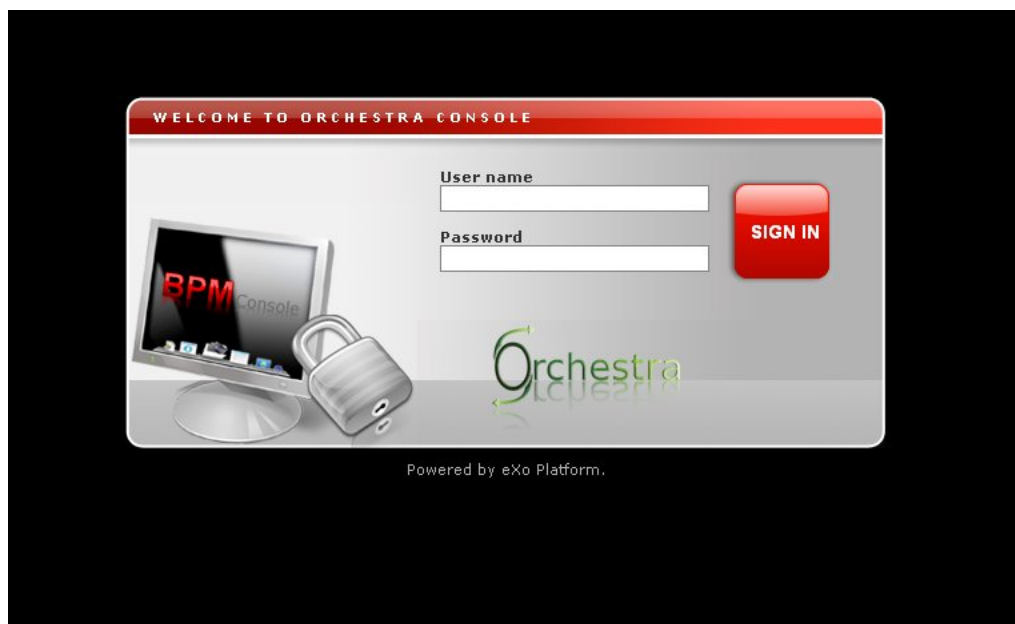 WELCOME TO ORCHESTRA CONSOLE
User name
Password
SIGN IN
BPM Console
Orchestra
Powered by eXo Platform.